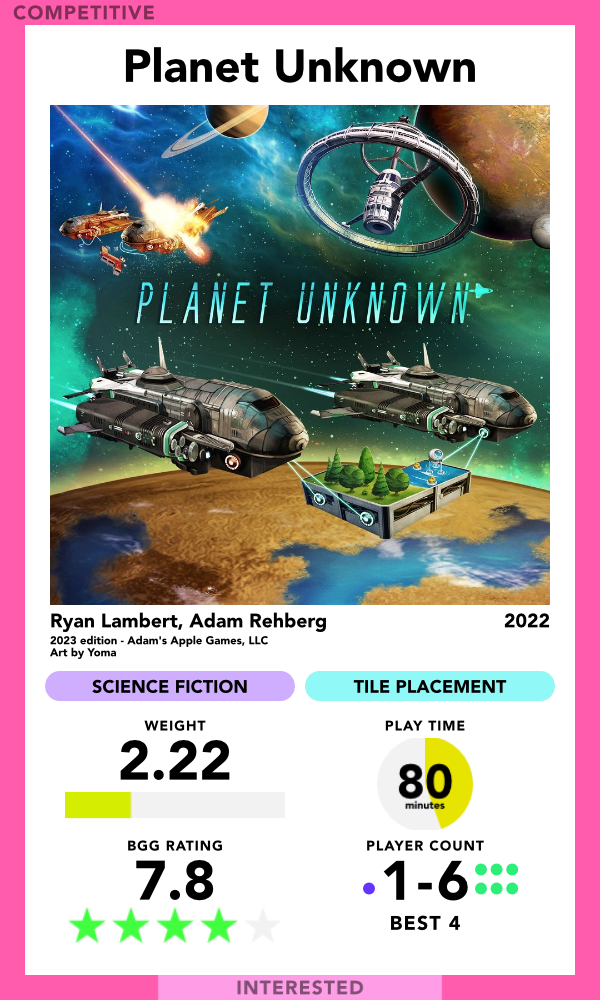 COMPETITIVE
Planet Unknown
PLANET UNKNOWN
Ryan Lambert, Adam Rehberg
2022
2023 edition - Adam's Apple Games, LLC
Art by Yoma
SCIENCE FICTION
TILE PLACEMENT
WEIGHT
2.22
PLAY TIME
80
minutes
BGG RATING
7.8
PLAYER COUNT
1-6
BEST 4
INTERESTED